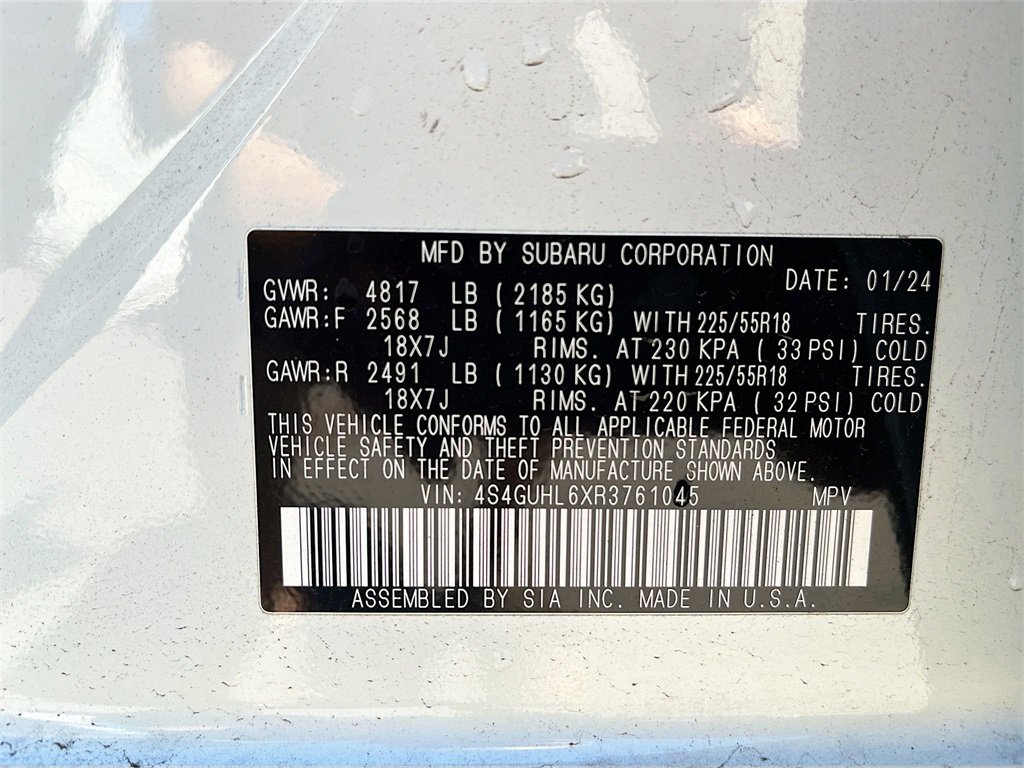 MFD BY SUBARU CORPORATION
DATE: 01/24
GVWR: 4817 LB ( 2185 KG)
GAWR:F 2568 LB ( 1165 KG) WITH 225/55R18 TIRES.
18X7J RIMS. AT 230 KPA ( 33 PSI) COLD
GAWR:R 2491 LB ( 1130 KG) WITH 225/55R18 TIRES.
18X7J RIMS. AT 220 KPA ( 32 PSI) COLD
THIS VEHICLE CONFORMS TO ALL APPLICABLE FEDERAL MOTOR
VEHICLE SAFETY AND THEFT PREVENTION STANDARDS
IN EFFECT ON THE DATE OF MANUFACTURE SHOWN ABOVE.
VIN: 4S4GUHL6XR3761045 MPV
ASSEMBLED BY SIA INC. MADE IN U.S.A.